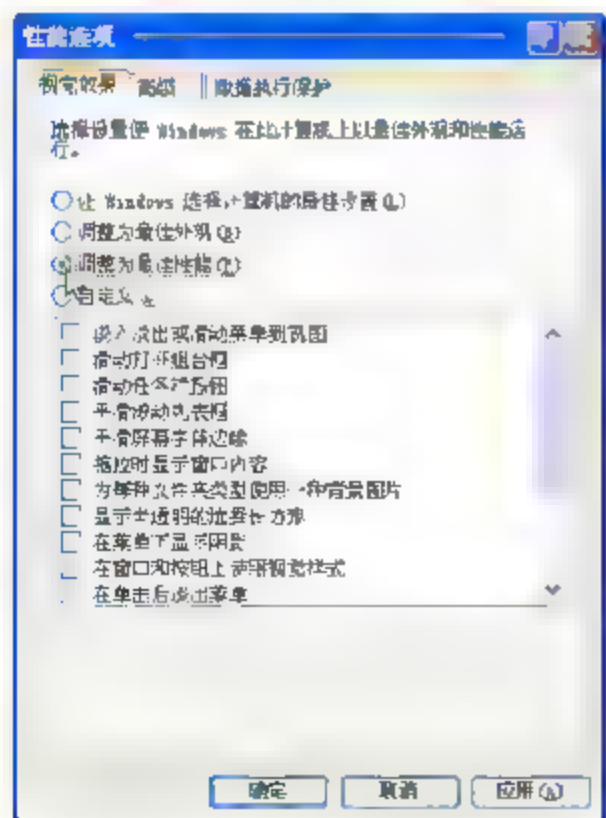 性能选项
视觉效果 高级 数据执行保护
选择设置使 Windows 在此计算机上以最佳外观和性能运
行。
让 Windows 选择计算机的最佳设置(L)
调整为最佳外观(B)
调整为最佳性能(P)
自定义
淡入淡出或滑动菜单到视图
滑动打开组合框
滑动任务栏按钮
平滑滚动列表框
平滑屏幕字体边缘
拖拉时显示窗口内容
为每种文件夹类型使用一种背景图片
显示半透明的选择长方形
在菜单下显示阴影
在窗口和按钮上使用视觉样式
在单击后淡出菜单
确定 取消 应用(A)